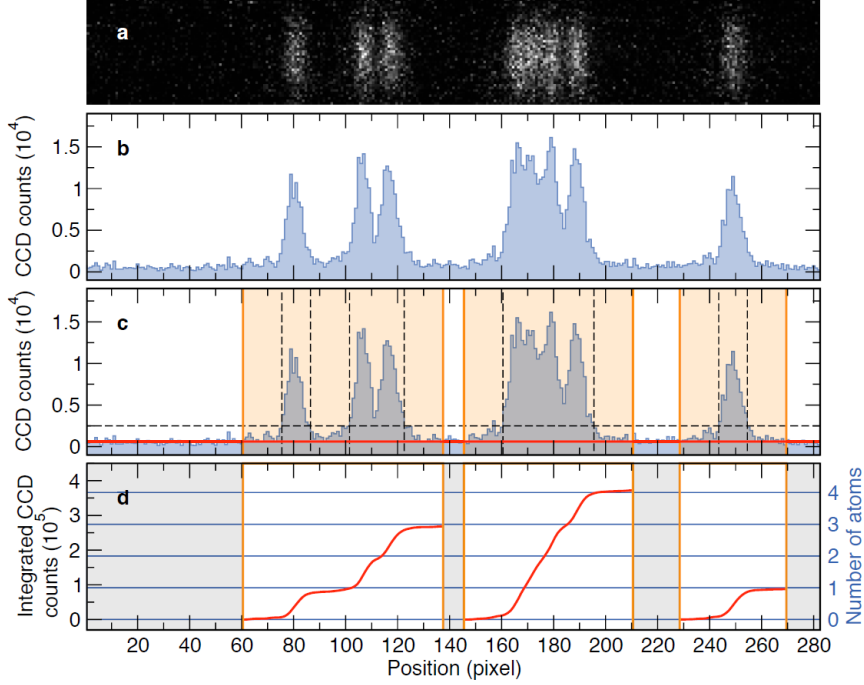 a
b
CCD counts (10⁴)
1.5
1
0.5
0
c
CCD counts (10⁴)
1.5
1
0.5
0
d
Integrated CCD
counts (10⁵)
4
3
2
1
0
4
3
2
1
0
Number of atoms
20 40 60 80 100 120 140 160 180 200 220 240 260 280
Position (pixel)